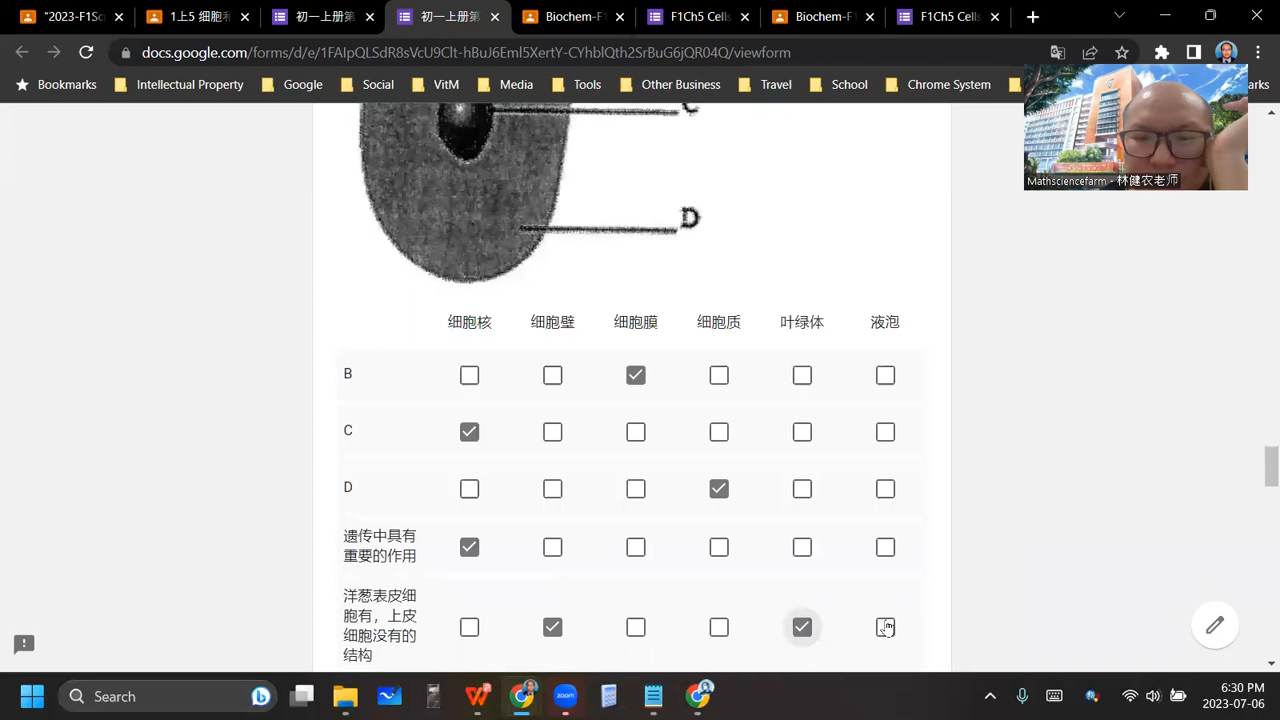 "2023-F1Sc
1上5 细胞和
初一上册第
初一上册第
Biochem-F1
F1Ch5 Cells
Biochem-F1
F1Ch5 Cells
docs.google.com/forms/d/e/1FAIpQLSdR8sVcU9Clt-hBuJ6EmI5XertY-CYhblQth2SrBuG6jQR04Q/viewform
Bookmarks
Intellectual Property
Google
Social
VitM
Media
Tools
Other Business
Travel
School
Chrome System
Mathsciencefarm - 林健农老师
C
D
细胞核 细胞壁 细胞膜 细胞质 叶绿体 液泡
B
C
D
遗传中具有
重要的作用
洋葱表皮细
胞有，上皮
细胞没有的
结构
Search
6:30 PM
2023-07-06